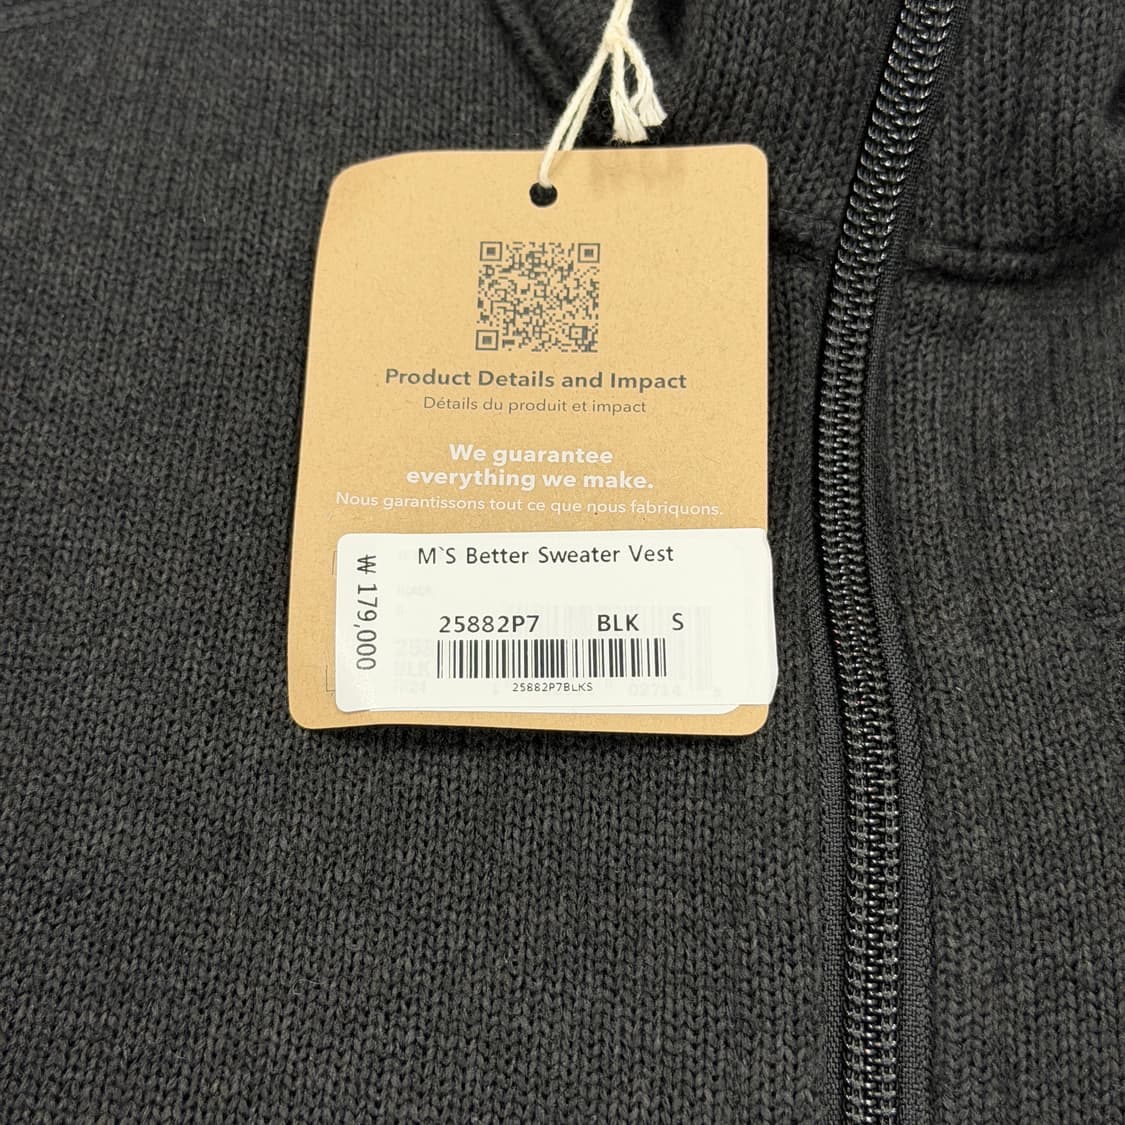 Product Details and Impact
Détails du produit et impact
We guarantee
everything we make.
Nous garantissons tout ce que nous fabriquons.
M`S Better Sweater Vest
₩ 179,000
25882P7 BLK S
25882P7BLKS